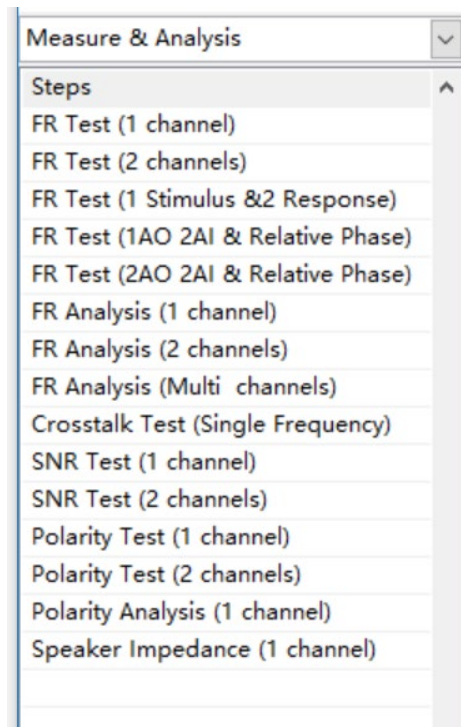 Measure & Analysis
Steps
FR Test (1 channel)
FR Test (2 channels)
FR Test (1 Stimulus &2 Response)
FR Test (1AO 2AI & Relative Phase)
FR Test (2AO 2AI & Relative Phase)
FR Analysis (1 channel)
FR Analysis (2 channels)
FR Analysis (Multi  channels)
Crosstalk Test (Single Frequency)
SNR Test (1 channel)
SNR Test (2 channels)
Polarity Test (1 channel)
Polarity Test (2 channels)
Polarity Analysis (1 channel)
Speaker Impedance (1 channel)